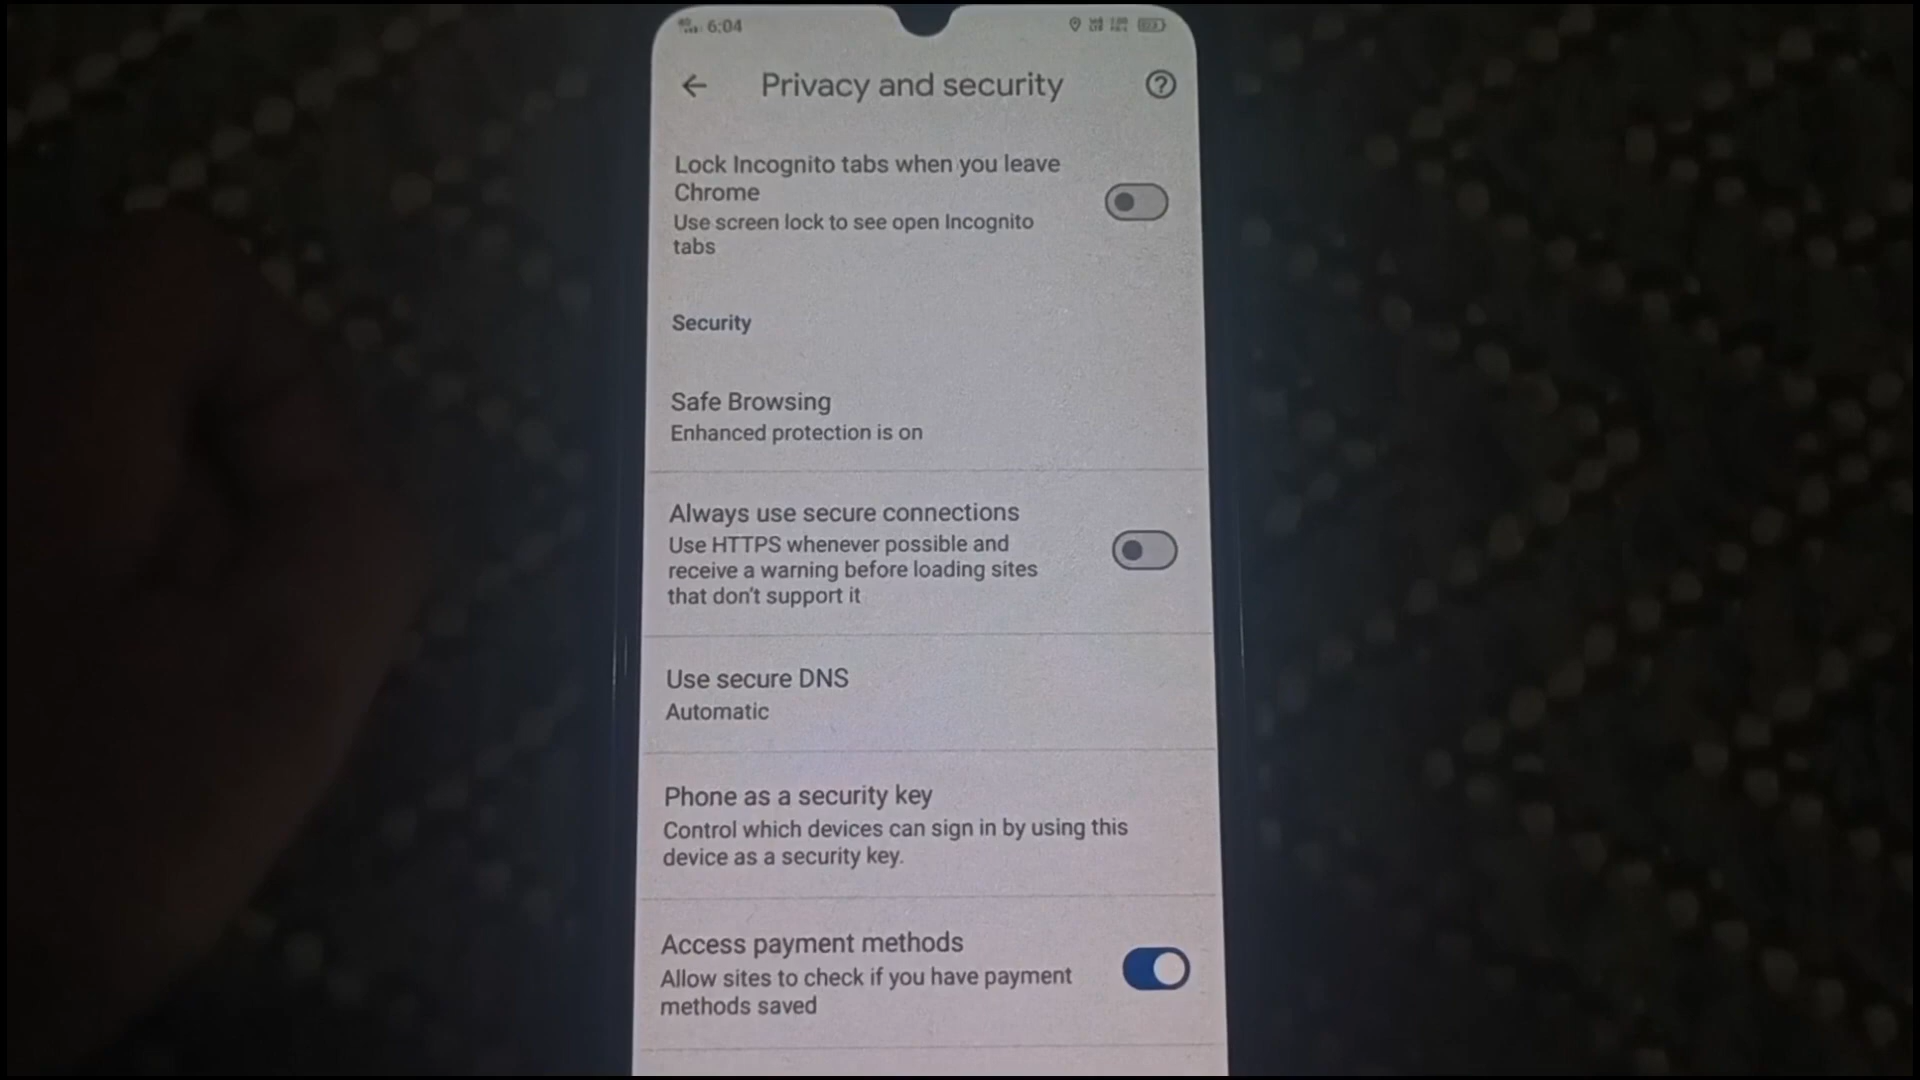 6:04
Privacy and security
Lock Incognito tabs when you leave
Chrome
Use screen lock to see open Incognito
tabs
Security
Safe Browsing
Enhanced protection is on
Always use secure connections
Use HTTPS whenever possible and
receive a warning before loading sites
that don't support it
Use secure DNS
Automatic
Phone as a security key
Control which devices can sign in by using this
device as a security key.
Access payment methods
Allow sites to check if you have payment
methods saved